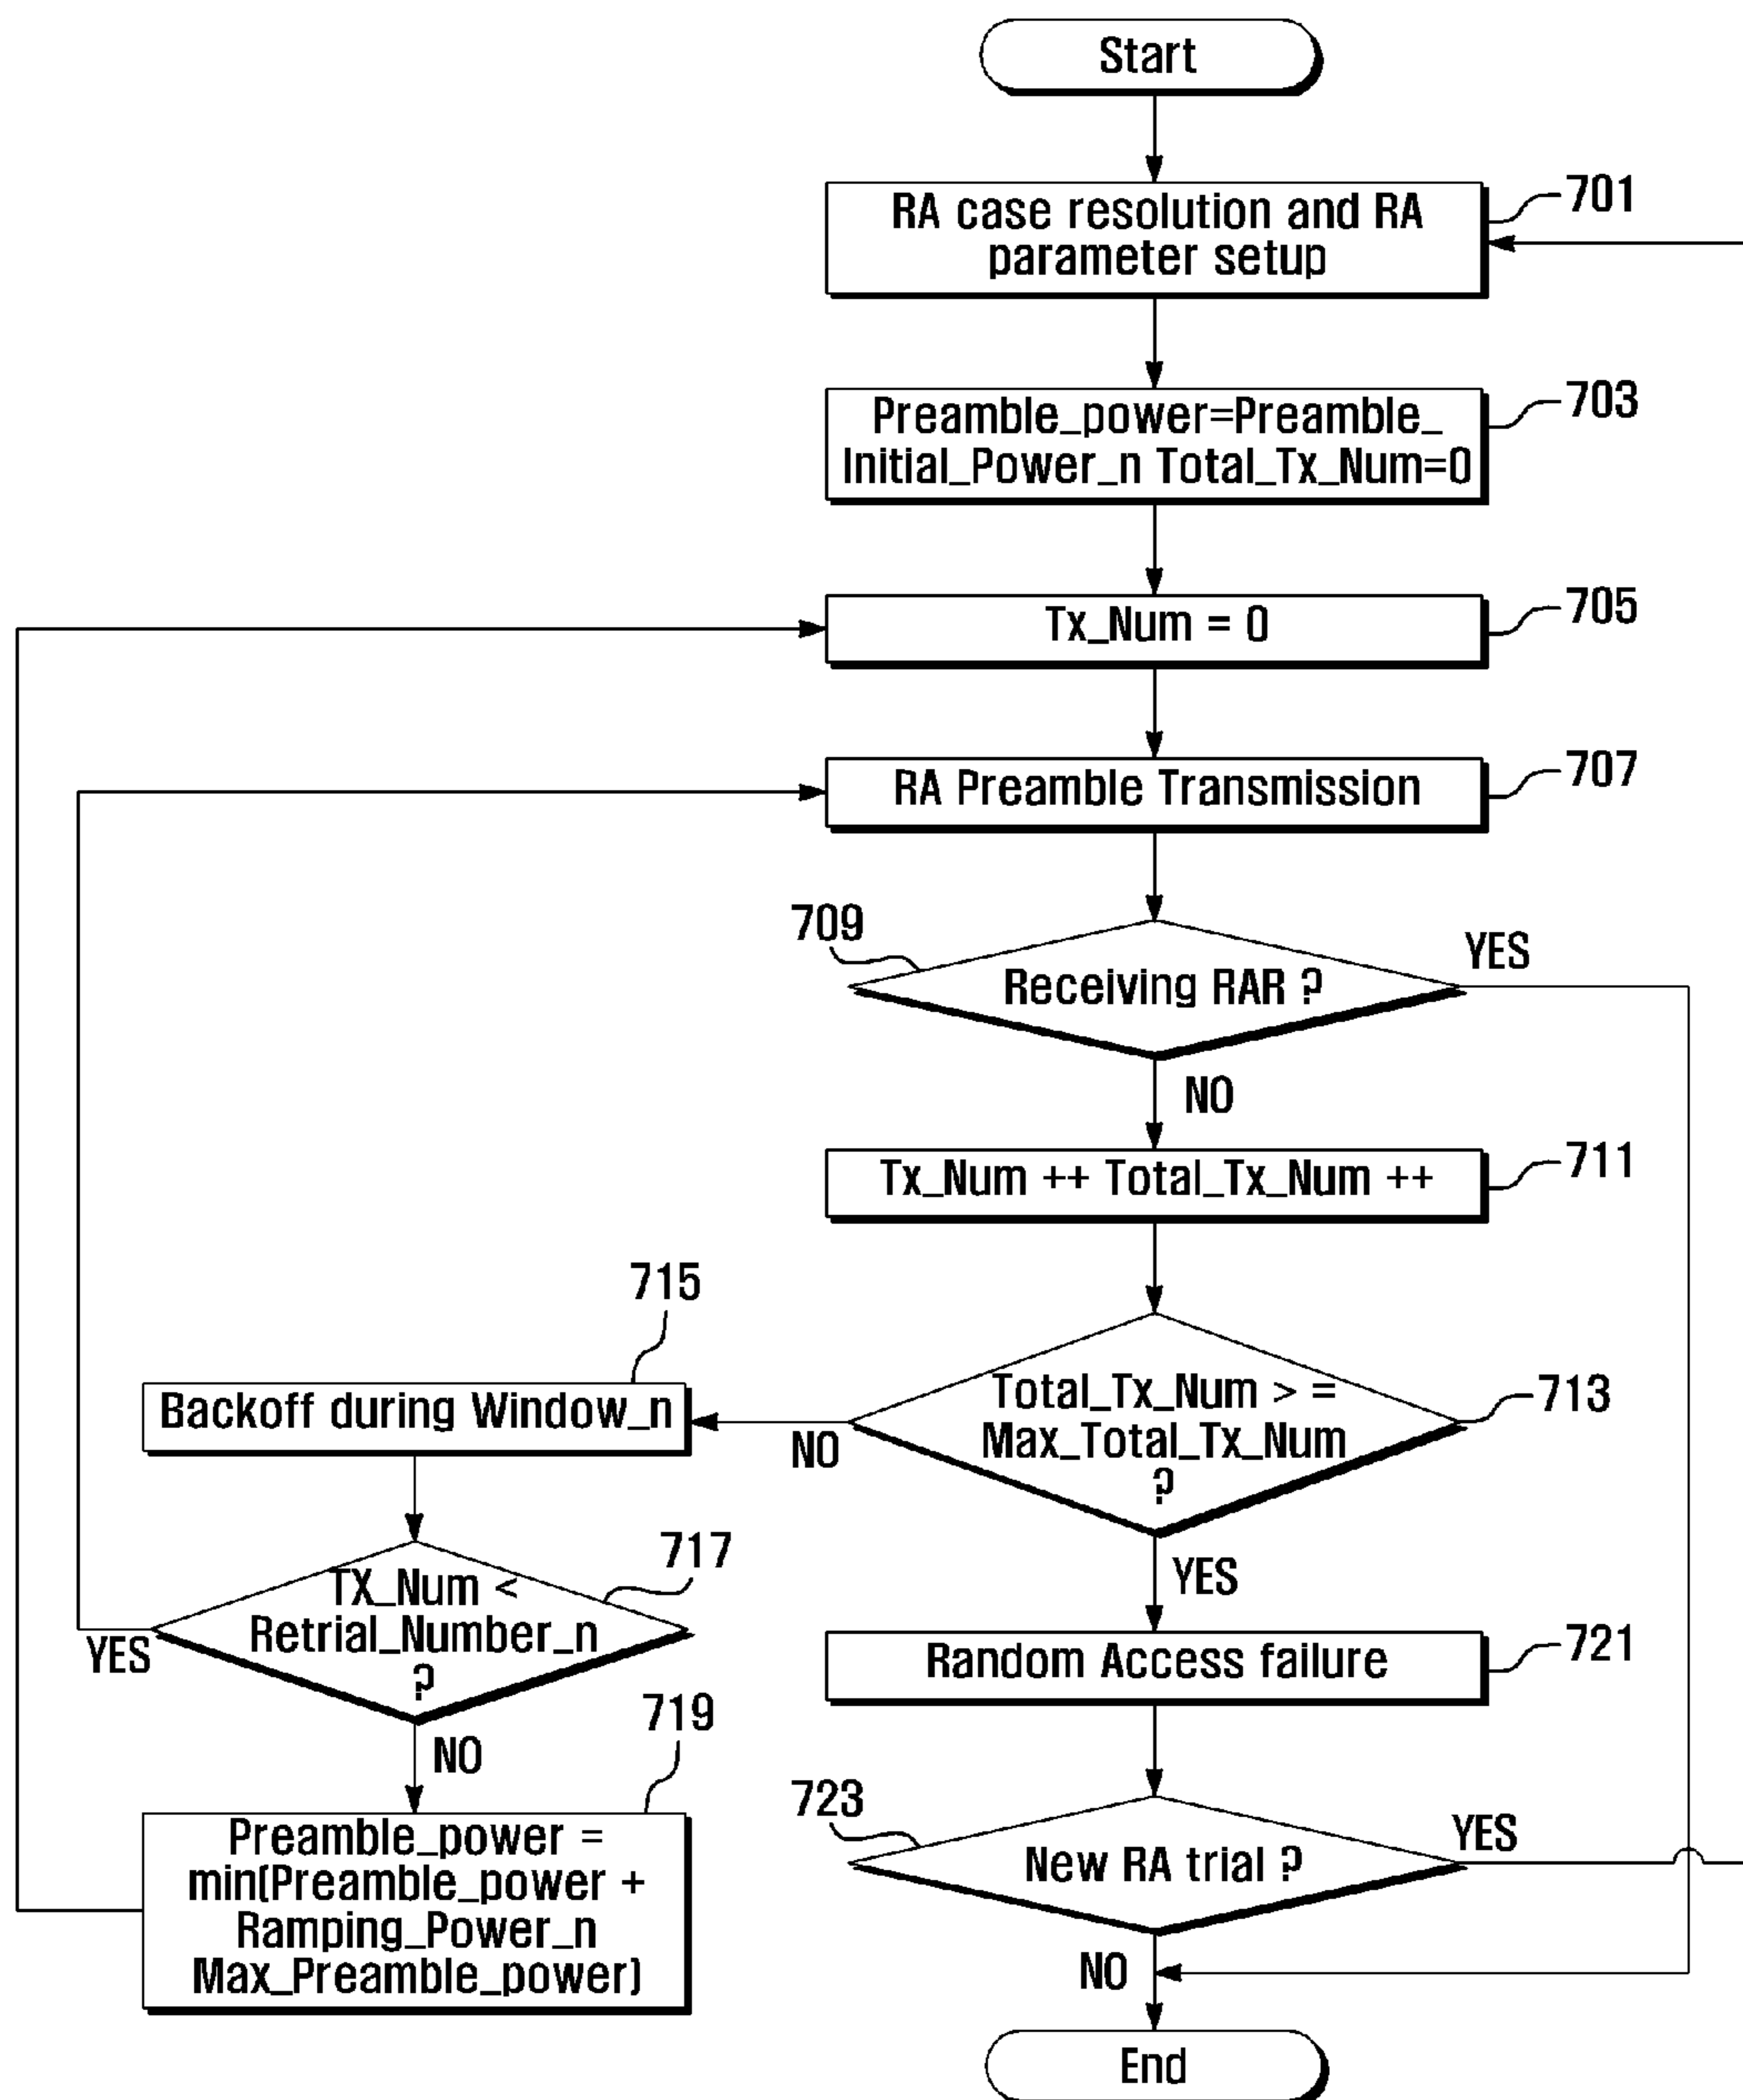 Start
RA case resolution and RA
parameter setup
701
Preamble_power=Preamble_
Initial_Power_n Total_Tx_Num=0
703
Tx_Num = 0
705
RA Preamble Transmission
707
709
Receiving RAR ?
YES
NO
Tx_Num ++ Total_Tx_Num ++
711
715
Backoff during Window_n
Total_Tx_Num > =
Max_Total_Tx_Num
?
713
NO
YES
717
TX_Num <
Retrial_Number_n
?
YES
NO
Random Access failure
721
719
Preamble_power =
min(Preamble_power +
Ramping_Power_n
Max_Preamble_power)
723
New RA trial ?
YES
NO
End